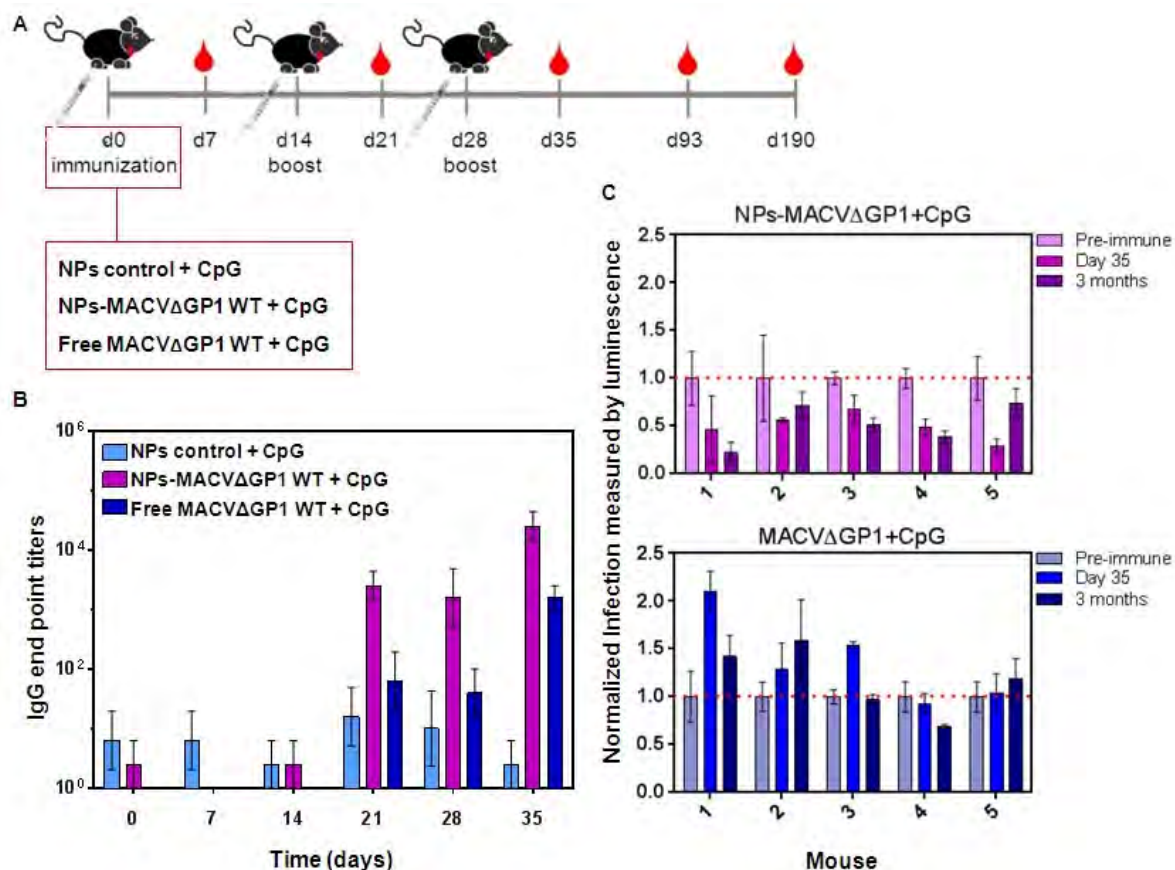 A
d0 d7 d14 d21 d28 d35 d93 d190
immunization boost boost
NPs control + CpG
NPs-MACVΔGP1 WT + CpG
Free MACVΔGP1 WT + CpG
B
10⁶
10⁴
10²
10⁰
IgG end point titers
NPs control + CpG
NPs-MACVΔGP1 WT + CpG
Free MACVΔGP1 WT + CpG
0 7 14 21 28 35
Time (days)
C
Normalized Infection measured by luminescence
NPs-MACVΔGP1+CpG
2.5
2.0
1.5
1.0
0.5
0.0
Pre-immune
Day 35
3 months
1 2 3 4 5
MACVΔGP1+CpG
2.5
2.0
1.5
1.0
0.5
0.0
Pre-immune
Day 35
3 months
1 2 3 4 5
Mouse